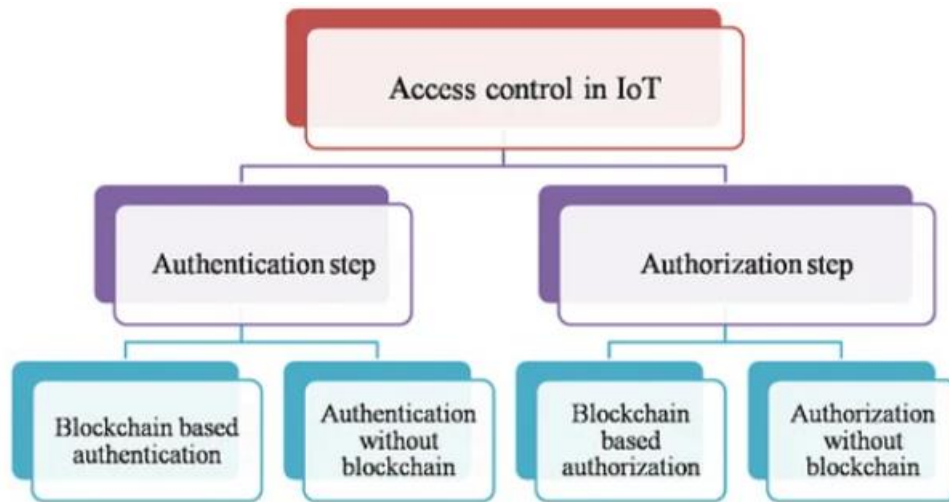 Access control in IoT
Authentication step
Authorization step
Blockchain based
authentication
Authentication
without
blockchain
Blockchain
based
authorization
Authorization
without
blockchain